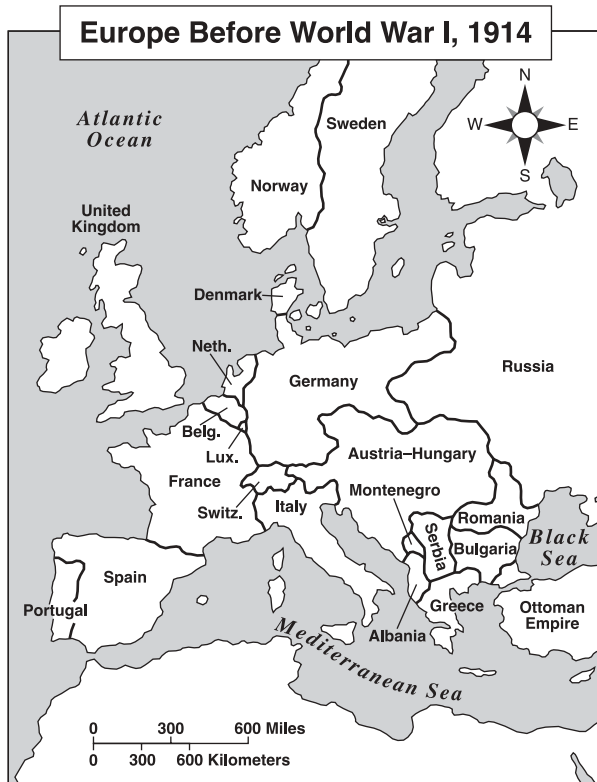 Europe Before World War I, 1914
Atlantic
Ocean
N
W
E
S
Sweden
Norway
United
Kingdom
Denmark
Neth.
Russia
Germany
Belg.
Lux.
Austria–Hungary
France
Montenegro
Switz.
Italy
Romania
Serbia
Black
Sea
Bulgaria
Spain
Portugal
Greece
Ottoman
Empire
Albania
Mediterranean Sea
0 300 600 Miles
0 300 600 Kilometers